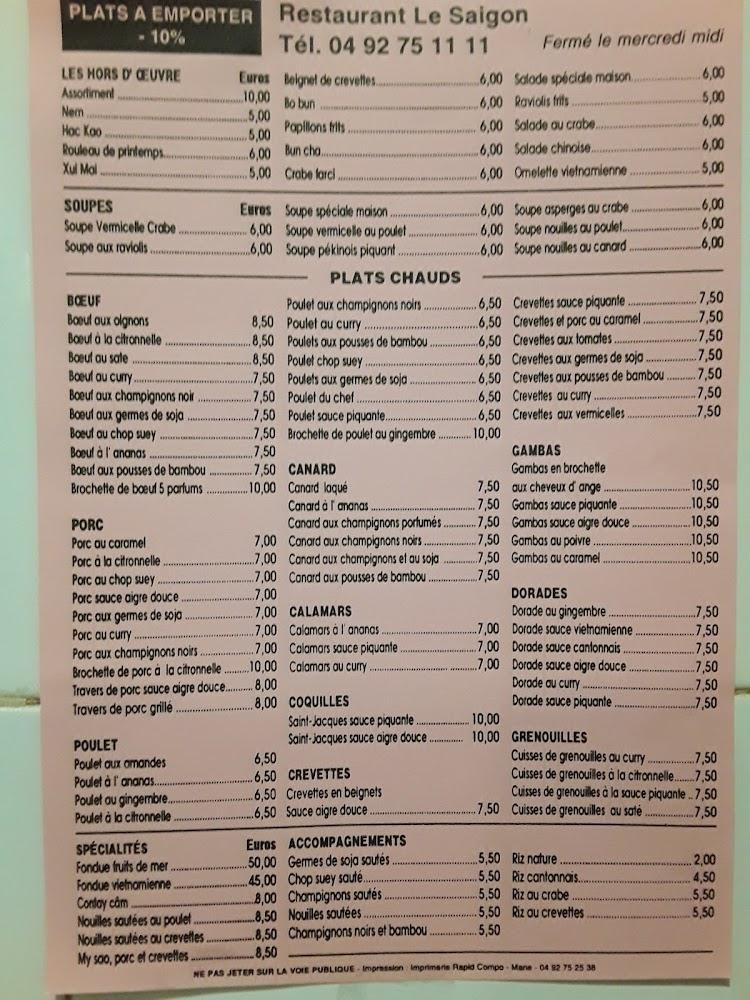 PLATS A EMPORTER
- 10%
Restaurant Le Saigon
Tél. 04 92 75 11 11
Fermé le mercredi midi
LES HORS D' ŒUVRE Euros
Assortiment 10,00
Nem 5,00
Hac Kao 5,00
Rouleau de printemps 6,00
Xui Mai 5,00
Beignet de crevettes 6,00
Bo bun 6,00
Papillons frits 6,00
Bun cha 6,00
Crabe farci 6,00
Salade spéciale maison 6,00
Raviolis frits 5,00
Salade au crabe 6,00
Salade chinoise 6,00
Omelette vietnamienne 5,00
SOUPES Euros
Soupe Vermicelle Crabe 6,00
Soupe aux raviolis 6,00
Soupe spéciale maison 6,00
Soupe vermicelle au poulet 6,00
Soupe pékinois piquant 6,00
Soupe asperges au crabe 6,00
Soupe nouilles au poulet 6,00
Soupe nouilles au canard 6,00
PLATS CHAUDS
BŒUF
Bœuf aux oignons 8,50
Bœuf à la citronnelle 8,50
Bœuf au sate 8,50
Bœuf au curry 7,50
Bœuf aux champignons noir 7,50
Bœuf aux germes de soja 7,50
Bœuf au chop suey 7,50
Bœuf à l' ananas 7,50
Bœuf aux pousses de bambou 7,50
Brochette de bœuf 5 parfums 10,00
PORC
Porc au caramel 7,00
Porc à la citronnelle 7,00
Porc au chop suey 7,00
Porc sauce aigre douce 7,00
Porc aux germes de soja 7,00
Porc au curry 7,00
Porc aux champignons noirs 7,00
Brochette de porc à la citronnelle 10,00
Travers de porc sauce aigre douce 8,00
Travers de porc grillé 8,00
POULET
Poulet aux amandes 6,50
Poulet à l' ananas 6,50
Poulet au gingembre 6,50
Poulet à la citronnelle 6,50
Poulet aux champignons noirs 6,50
Poulet au curry 6,50
Poulets aux pousses de bambou 6,50
Poulet chop suey 6,50
Poulets aux germes de soja 6,50
Poulet du chef 6,50
Poulet sauce piquante 6,50
Brochette de poulet au gingembre 10,00
CANARD
Canard laqué 7,50
Canard à l' ananas 7,50
Canard aux champignons parfumés 7,50
Canard aux champignons noirs 7,50
Canard aux champignons et au soja 7,50
Canard aux pousses de bambou 7,50
CALAMARS
Calamars à l' ananas 7,00
Calamars sauce piquante 7,00
Calamars au curry 7,00
COQUILLES
Saint-Jacques sauce piquante 10,00
Saint-Jacques sauce aigre douce 10,00
CREVETTES
Crevettes en beignets
Sauce aigre douce 7,50
Crevettes sauce piquante 7,50
Crevettes et porc au caramel 7,50
Crevettes aux tomates 7,50
Crevettes aux germes de soja 7,50
Crevettes aux pousses de bambou 7,50
Crevettes au curry 7,50
Crevettes aux vermicelles 7,50
GAMBAS
Gambas en brochette
aux cheveux d' ange 10,50
Gambas sauce piquante 10,50
Gambas sauce aigre douce 10,50
Gambas au poivre 10,50
Gambas au caramel 10,50
DORADES
Dorade au gingembre 7,50
Dorade sauce vietnamienne 7,50
Dorade sauce cantonnais 7,50
Dorade sauce aigre douce 7,50
Dorade au curry 7,50
Dorade sauce piquante 7,50
GRENOUILLES
Cuisses de grenouilles au curry 7,50
Cuisses de grenouilles à la citronnelle 7,50
Cuisses de grenouilles à la sauce piquante 7,50
Cuisses de grenouilles au saté 7,50
SPÉCIALITÉS Euros
Fondue fruits de mer 50,00
Fondue vietnamienne 45,00
Contay câm 8,00
Nouilles sautées au poulet 8,50
Nouilles sautées au crevettes 8,50
My sao, porc et crevettes 8,50
ACCOMPAGNEMENTS
Germes de soja sautés 5,50
Chop suey sauté 5,50
Champignons sautés 5,50
Nouilles sautées 5,50
Champignons noirs et bambou 5,50
Riz nature 2,00
Riz cantonnais 4,50
Riz au crabe 5,50
Riz au crevettes 5,50
NE PAS JETER SUR LA VOIE PUBLIQUE - Impression : Imprimerie Rapid Compo - Mane - 04 92 75 25 38